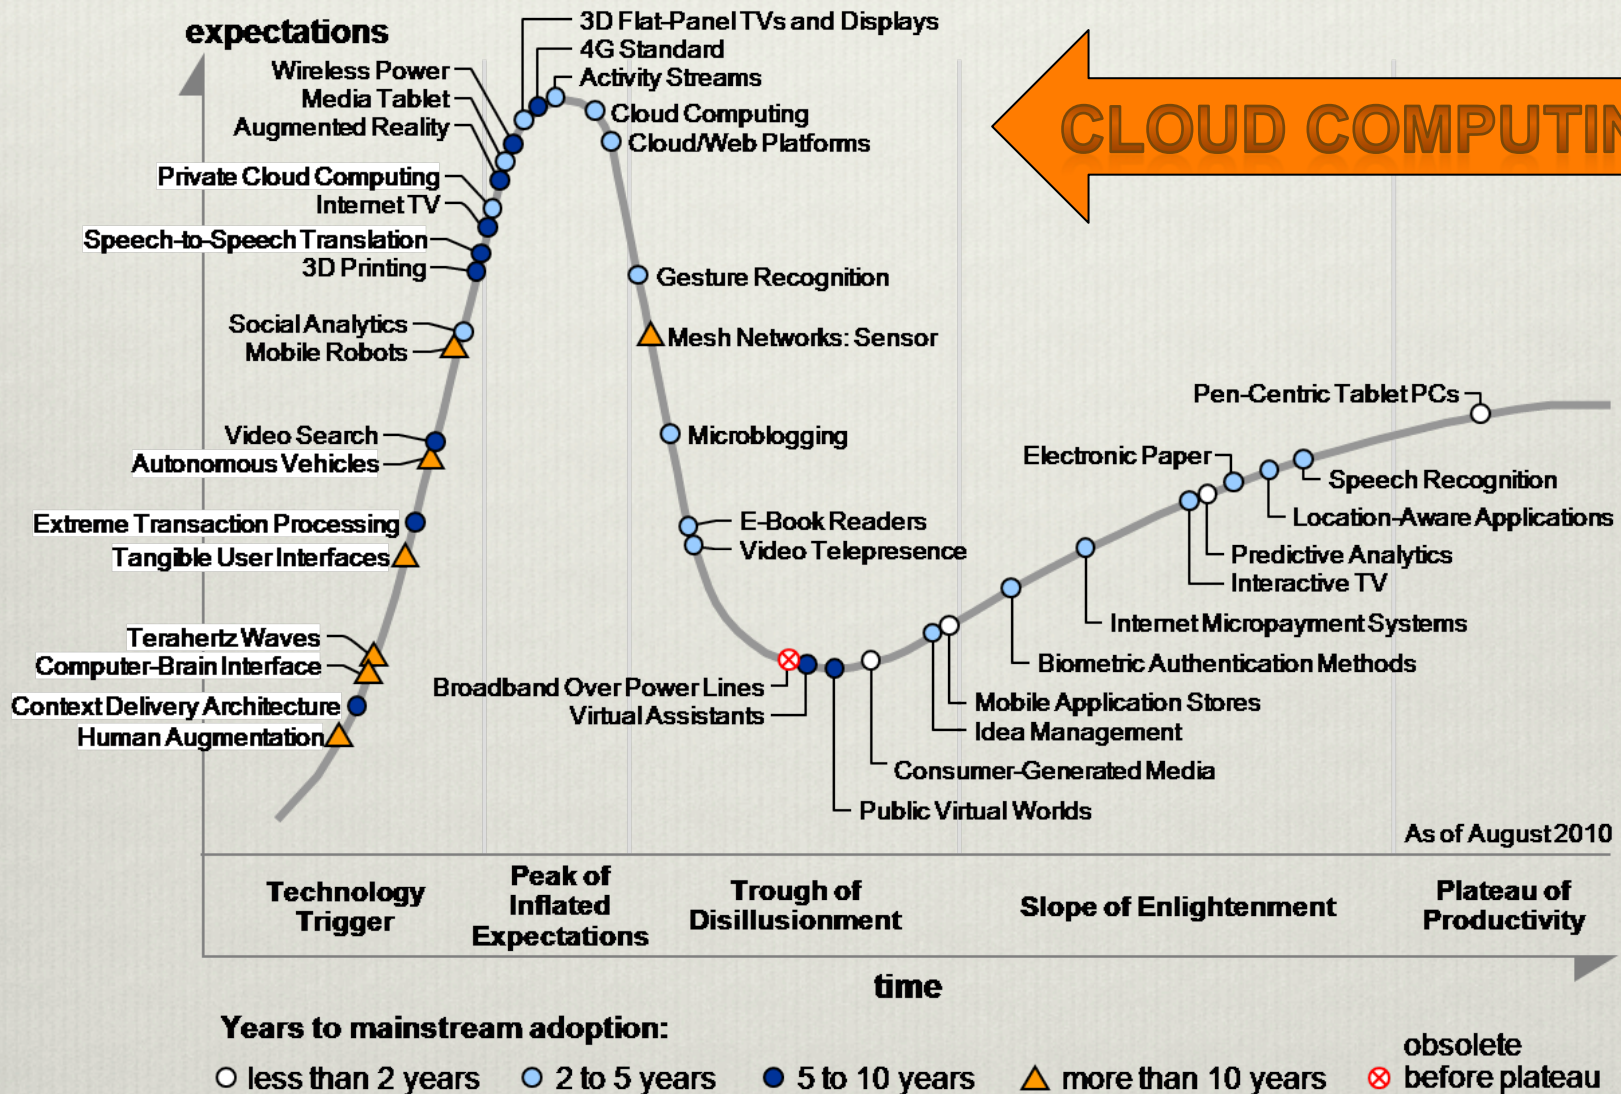 expectations
3D Flat-Panel TVs and Displays
4G Standard
Activity Streams
Wireless Power
Media Tablet
Augmented Reality
Cloud Computing
Cloud/Web Platforms
CLOUD COMPUTIN
Private Cloud Computing
Internet TV
Speech-to-Speech Translation
3D Printing
Gesture Recognition
Social Analytics
Mobile Robots
Mesh Networks: Sensor
Pen-Centric Tablet PCs
Video Search
Autonomous Vehicles
Microblogging
Electronic Paper
Speech Recognition
Extreme Transaction Processing
Tangible User Interfaces
E-Book Readers
Video Telepresence
Location-Aware Applications
Predictive Analytics
Interactive TV
Internet Micropayment Systems
Terahertz Waves
Computer-Brain Interface
Biometric Authentication Methods
Context Delivery Architecture
Human Augmentation
Broadband Over Power Lines
Virtual Assistants
Mobile Application Stores
Idea Management
Consumer-Generated Media
Public Virtual Worlds
As of August 2010
Technology
Trigger
Peak of
Inflated
Expectations
Trough of
Disillusionment
Slope of Enlightenment
Plateau of
Productivity
time
Years to mainstream adoption:
less than 2 years
2 to 5 years
5 to 10 years
more than 10 years
obsolete
before plateau